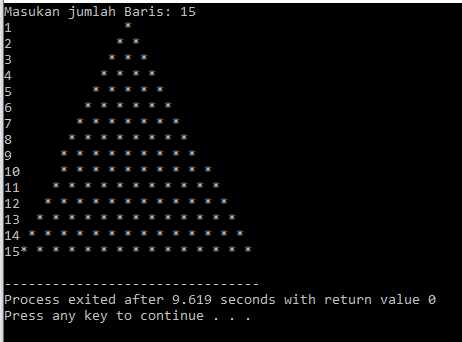 Masukan jumlah Baris: 15
1              *
2             * *
3            * * *
4           * * * *
5          * * * * *
6         * * * * * *
7        * * * * * * *
8       * * * * * * * *
9      * * * * * * * * *
10     * * * * * * * * * *
11    * * * * * * * * * * *
12   * * * * * * * * * * * *
13  * * * * * * * * * * * * *
14 * * * * * * * * * * * * * *
15* * * * * * * * * * * * * * *
--------------------------------
Process exited after 9.619 seconds with return value 0
Press any key to continue . . .